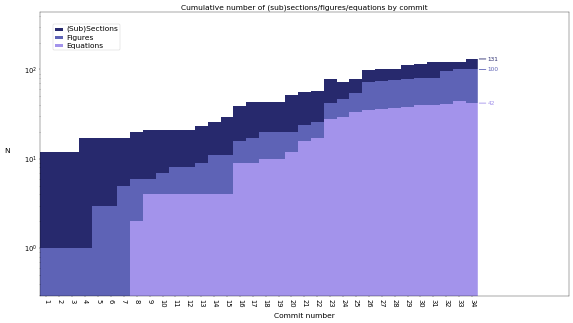 Cumulative number of (sub)sections/figures/equations by commit
(Sub)Sections
Figures
Equations
N
10²
10¹
10⁰
131
100
42
1 2 3 4 5 6 7 8 9 10 11 12 13 14 15 16 17 18 19 20 21 22 23 24 25 26 27 28 29 30 31 32 33 34
Commit number